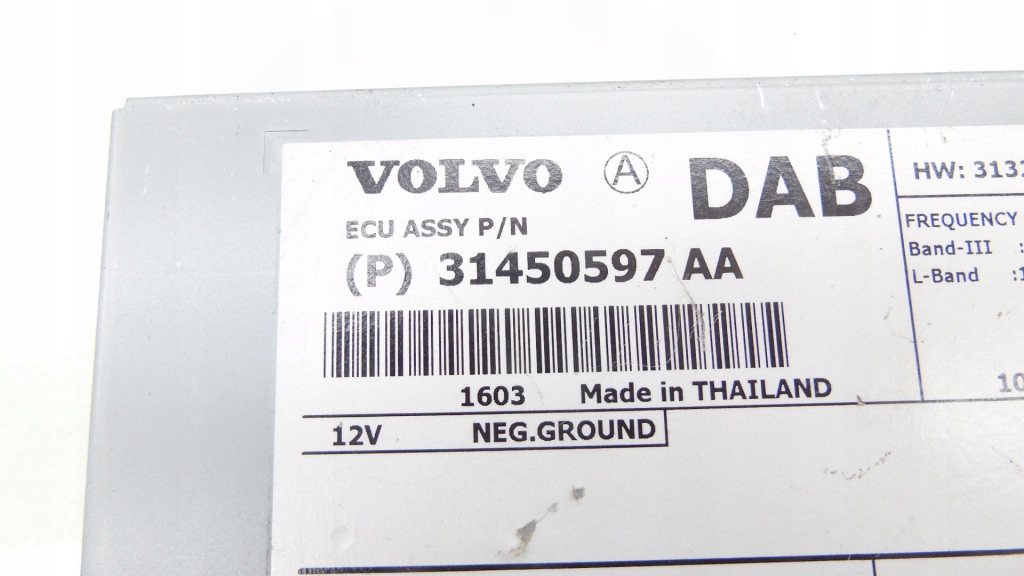 VOLVO Ⓐ DAB
ECU ASSY P/N
(P) 31450597 AA
1603 Made in THAILAND
12V NEG.GROUND
HW: 313
FREQUENCY
Band-III :
L-Band :1
10